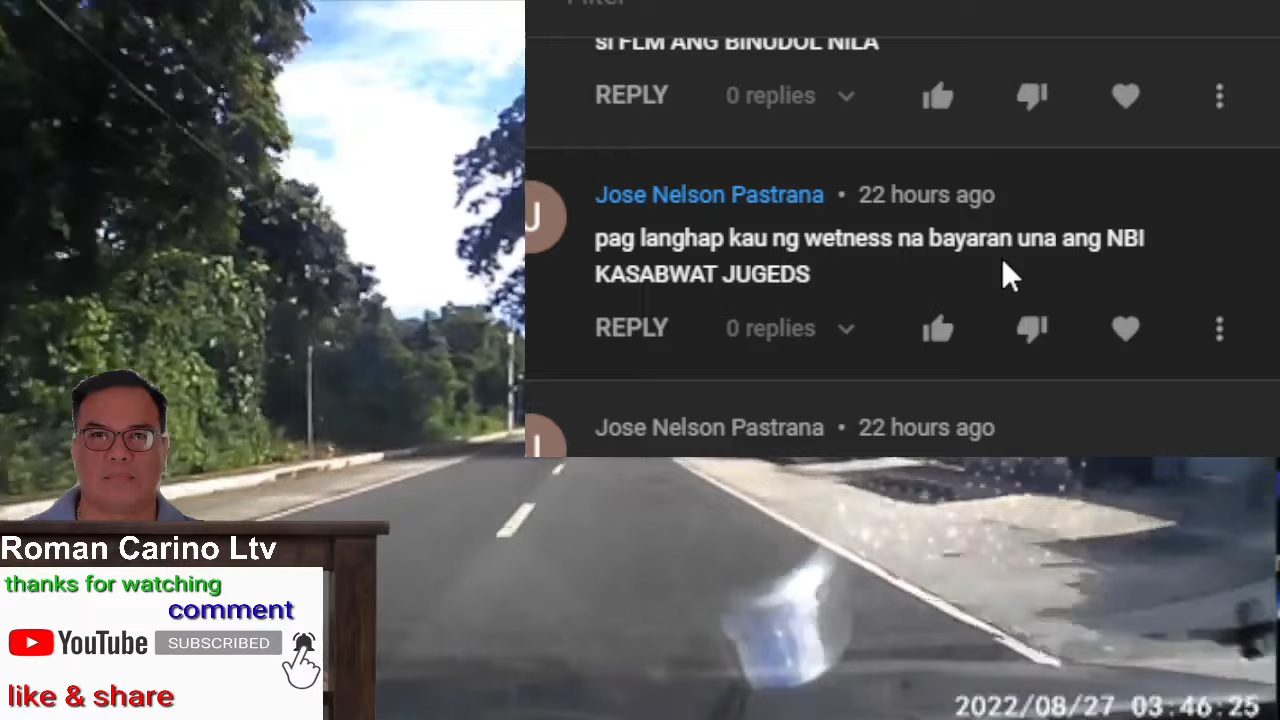 si FLM ANG BINUDOL NILA
REPLY 0 replies
Jose Nelson Pastrana • 22 hours ago
pag langhap kau ng wetness na bayaran una ang NBI
KASABWAT JUGEDS
REPLY 0 replies
J
Jose Nelson Pastrana • 22 hours ago
Roman Carino Ltv
thanks for watching
comment
YouTube SUBSCRIBED
like & share
2022/08/27 03:46:25